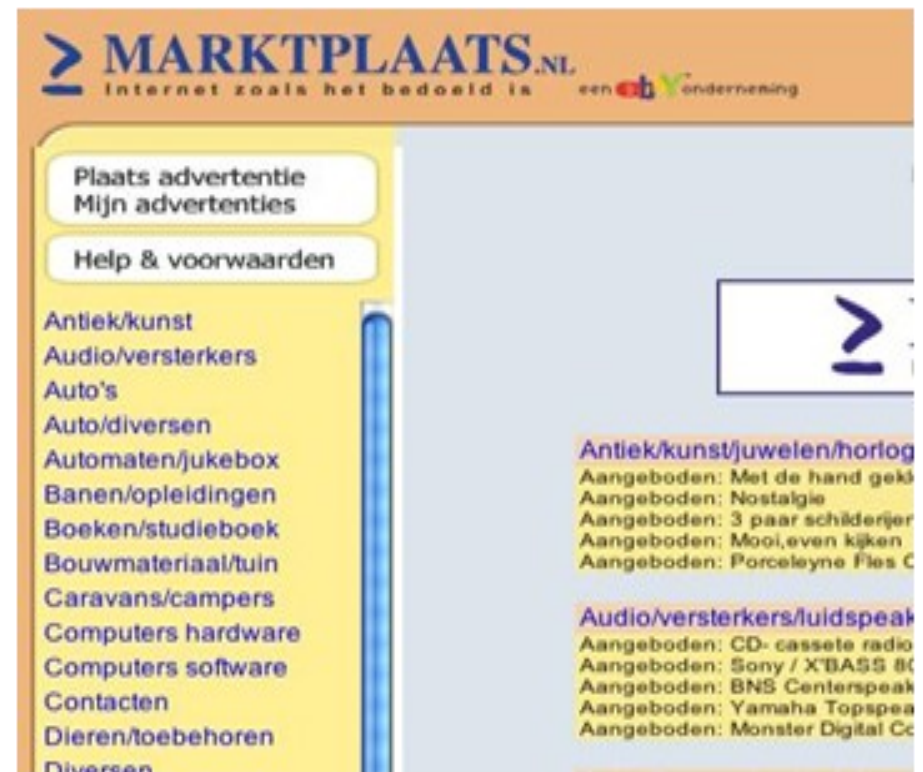 ≥ MARKTPLAATS.NL
Internet zoals het bedoeld is
een eb Y onderneming
Plaats advertentie
Mijn advertenties
Help & voorwaarden
Antiek/kunst
Audio/versterkers
Auto's
Auto/diversen
Automaten/jukebox
Banen/opleidingen
Boeken/studieboek
Bouwmateriaal/tuin
Caravans/campers
Computers hardware
Computers software
Contacten
Dieren/toebehoren
Diversen
≥
Antiek/kunst/juwelen/horlog
Aangeboden: Met de hand gek
Aangeboden: Nostalgie
Aangeboden: 3 paar schilderijen
Aangeboden: Mooi,even kijken
Aangeboden: Porceleyne Fles
Audio/versterkers/luidspeak
Aangeboden: CD- cassete radio
Aangeboden: Sony / X'BASS
Aangeboden: BNS Centerspeak
Aangeboden: Yamaha Topspea
Aangeboden: Monster Digital Co